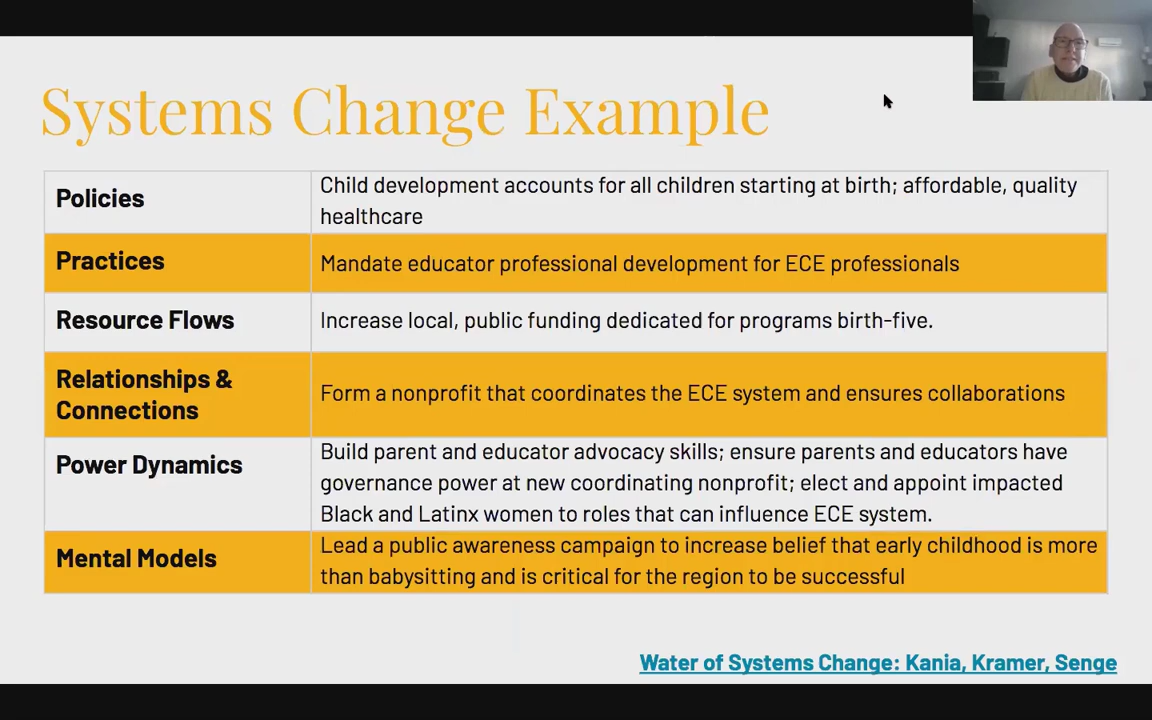 Systems Change Example
Policies
Child development accounts for all children starting at birth; affordable, quality
healthcare
Practices
Mandate educator professional development for ECE professionals
Resource Flows
Increase local, public funding dedicated for programs birth-five.
Relationships &
Connections
Form a nonprofit that coordinates the ECE system and ensures collaborations
Power Dynamics
Build parent and educator advocacy skills; ensure parents and educators have
governance power at new coordinating nonprofit; elect and appoint impacted
Black and Latinx women to roles that can influence ECE system.
Mental Models
Lead a public awareness campaign to increase belief that early childhood is more
than babysitting and is critical for the region to be successful
Water of Systems Change: Kania, Kramer, Senge